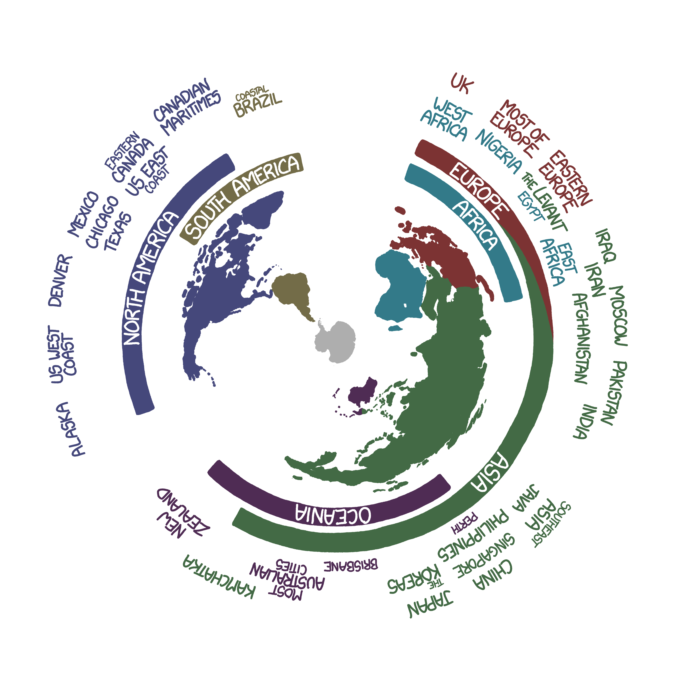 UK
COASTAL
BRAZIL
CANADIAN
MARITIMES
WEST
AFRICA
MOST OF
EUROPE
NIGERIA
EASTERN
CANADA
US EAST
COAST
EASTERN
EUROPE
THE LEVANT
EGYPT
EUROPE
AFRICA
SOUTH AMERICA
NORTH AMERICA
MEXICO
CHICAGO
TEXAS
EAST
AFRICA
IRAQ
IRAN
AFGHANISTAN
MOSCOW
PAKISTAN
INDIA
DENVER
US WEST
COAST
ALASKA
ASIA
OCEANIA
NEW
ZEALAND
KAMCHATKA
MOST
AUSTRALIAN
CITIES
BRISBANE
PERTH
JAVA
SOUTHEAST
ASIA
PHILIPPINES
SINGAPORE
CHINA
THE
KOREAS
JAPAN